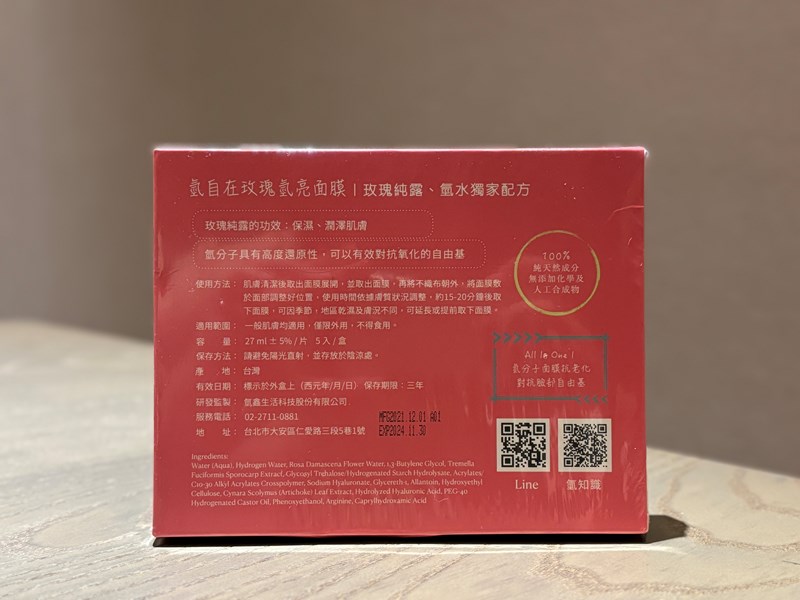 氫自在玫瑰氫亮面膜 | 玫瑰純露、氫水獨家配方
玫瑰純露的功效：保濕、潤澤肌膚
氫分子具有高度還原性，可以有效對抗氧化的自由基
100%
純天然成分
無添加化學及
人工合成物
使用方法： 肌膚清潔後取出面膜展開，並取出面膜，再將不織布朝外，將面膜敷
於面部調整好位置，使用時間依據膚質狀況調整，約15-20分鐘後取
下面膜，可因季節，地區乾濕及膚況不同，可延長或提前取下面膜。
適用範圍： 一般肌膚均適用，僅限外用，不得食用。
容 量： 27 ml ± 5% / 片 5 入 / 盒
保存方法： 請避免陽光直射，並存放於陰涼處。
產 地： 台灣
有效日期： 標示於外盒上（西元年/月/日） 保存期限：三年
研發監製： 氫鑫生活科技股份有限公司
服務電話： 02-2711-0881
地 址： 台北市大安區仁愛路三段5巷1號
MFG2021.12.01 A01
EXP2024.11.30
All In One !
氫分子面膜抗老化
對抗臉部自由基
Line
氫知識
Ingredients:
Water (Aqua), Hydrogen Water, Rosa Damascena Flower Water, 1,3 Butylene Glycol, Tremella
Fuciformis Sporocarp Extract, Glycosyl Trehalose/Hydrogenated Starch Hydrolysate, Acrylates/
C10-30 Alkyl Acrylates Crosspolymer, Sodium Hyaluronate, Glycereth-1, Allantoin, Hydroxyethyl
Cellulose, Cynara Scolymus (Artichoke) Leaf Extract, Hydrolyzed Hyaluronic Acid, PEG-40
Hydrogenated Castor Oil, Phenoxyethanol, Arginine, Caprylhydroxamic Acid